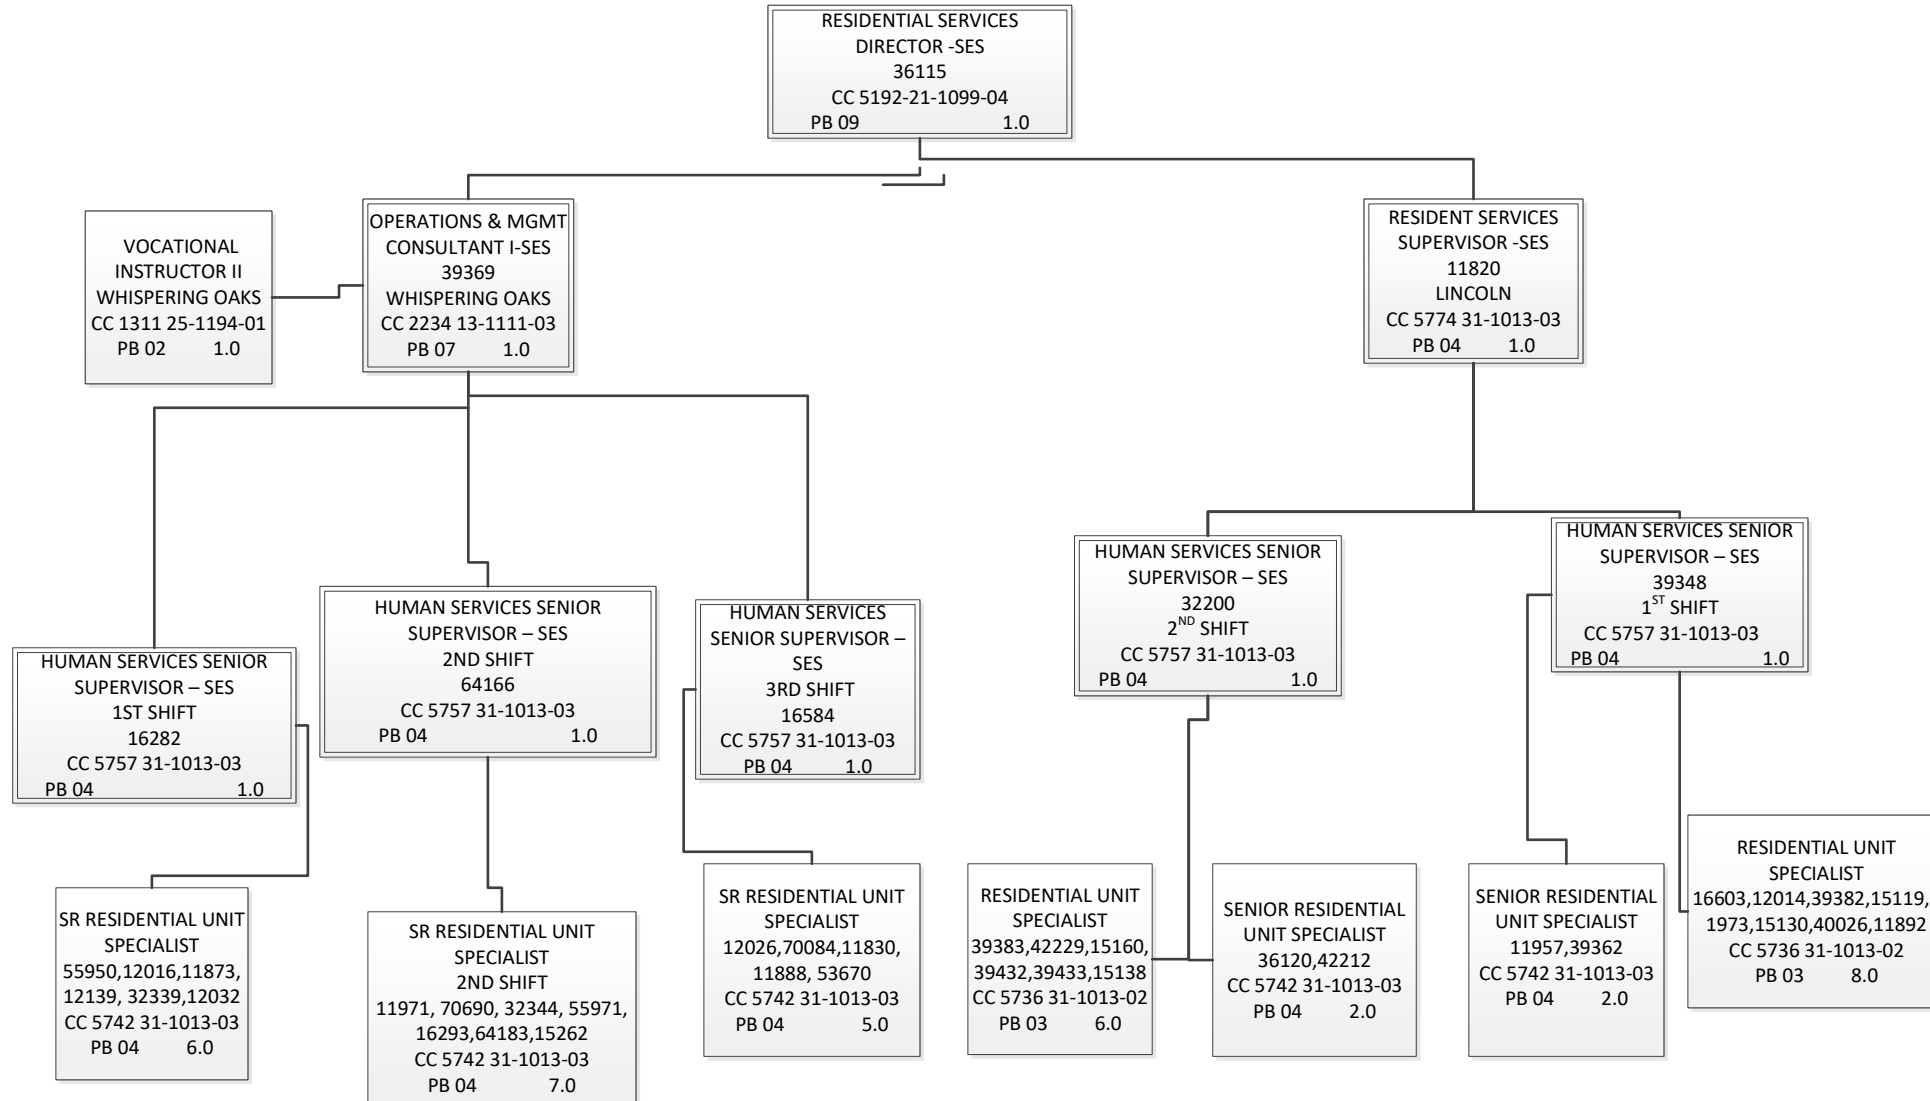 RESIDENTIAL SERVICES
DIRECTOR -SES
36115
CC 5192-21-1099-04
PB 09 1.0
VOCATIONAL
INSTRUCTOR II
WHISPERING OAKS
CC 1311 25-1194-01
PB 02 1.0
OPERATIONS & MGMT
CONSULTANT I-SES
39369
WHISPERING OAKS
CC 2234 13-1111-03
PB 07 1.0
RESIDENT SERVICES
SUPERVISOR -SES
11820
LINCOLN
CC 5774 31-1013-03
PB 04 1.0
HUMAN SERVICES SENIOR
SUPERVISOR – SES
1ST SHIFT
16282
CC 5757 31-1013-03
PB 04 1.0
HUMAN SERVICES SENIOR
SUPERVISOR – SES
2ND SHIFT
64166
CC 5757 31-1013-03
PB 04 1.0
HUMAN SERVICES
SENIOR SUPERVISOR –
SES
3RD SHIFT
16584
CC 5757 31-1013-03
PB 04 1.0
HUMAN SERVICES SENIOR
SUPERVISOR – SES
32200
2ND SHIFT
CC 5757 31-1013-03
PB 04 1.0
HUMAN SERVICES SENIOR
SUPERVISOR – SES
39348
1ST SHIFT
CC 5757 31-1013-03
PB 04 1.0
SR RESIDENTIAL UNIT
SPECIALIST
55950,12016,11873,
12139, 32339,12032
CC 5742 31-1013-03
PB 04 6.0
SR RESIDENTIAL UNIT
SPECIALIST
2ND SHIFT
11971, 70690, 32344, 55971,
16293,64183,15262
CC 5742 31-1013-03
PB 04 7.0
SR RESIDENTIAL UNIT
SPECIALIST
12026,70084,11830,
11888, 53670
CC 5742 31-1013-03
PB 04 5.0
RESIDENTIAL UNIT
SPECIALIST
39383,42229,15160,
39432,39433,15138
CC 5736 31-1013-02
PB 03 6.0
SENIOR RESIDENTIAL
UNIT SPECIALIST
36120,42212
CC 5742 31-1013-03
PB 04 2.0
SENIOR RESIDENTIAL
UNIT SPECIALIST
11957,39362
CC 5742 31-1013-03
PB 04 2.0
RESIDENTIAL UNIT
SPECIALIST
16603,12014,39382,15119,
1973,15130,40026,11892
CC 5736 31-1013-02
PB 03 8.0